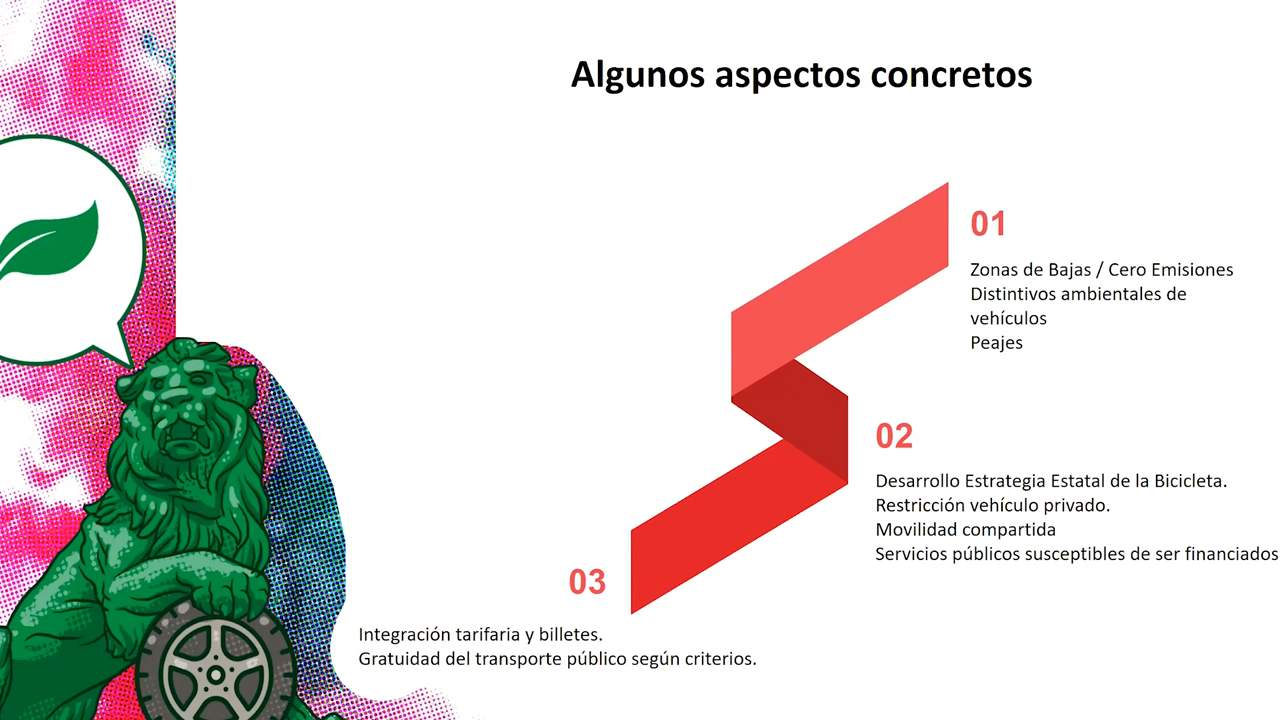 Algunos aspectos concretos
01
Zonas de Bajas / Cero Emisiones
Distintivos ambientales de
vehículos
Peajes
02
Desarrollo Estrategia Estatal de la Bicicleta.
Restricción vehículo privado.
Movilidad compartida
Servicios públicos susceptibles de ser financiados
03
Integración tarifaria y billetes.
Gratuidad del transporte público según criterios.